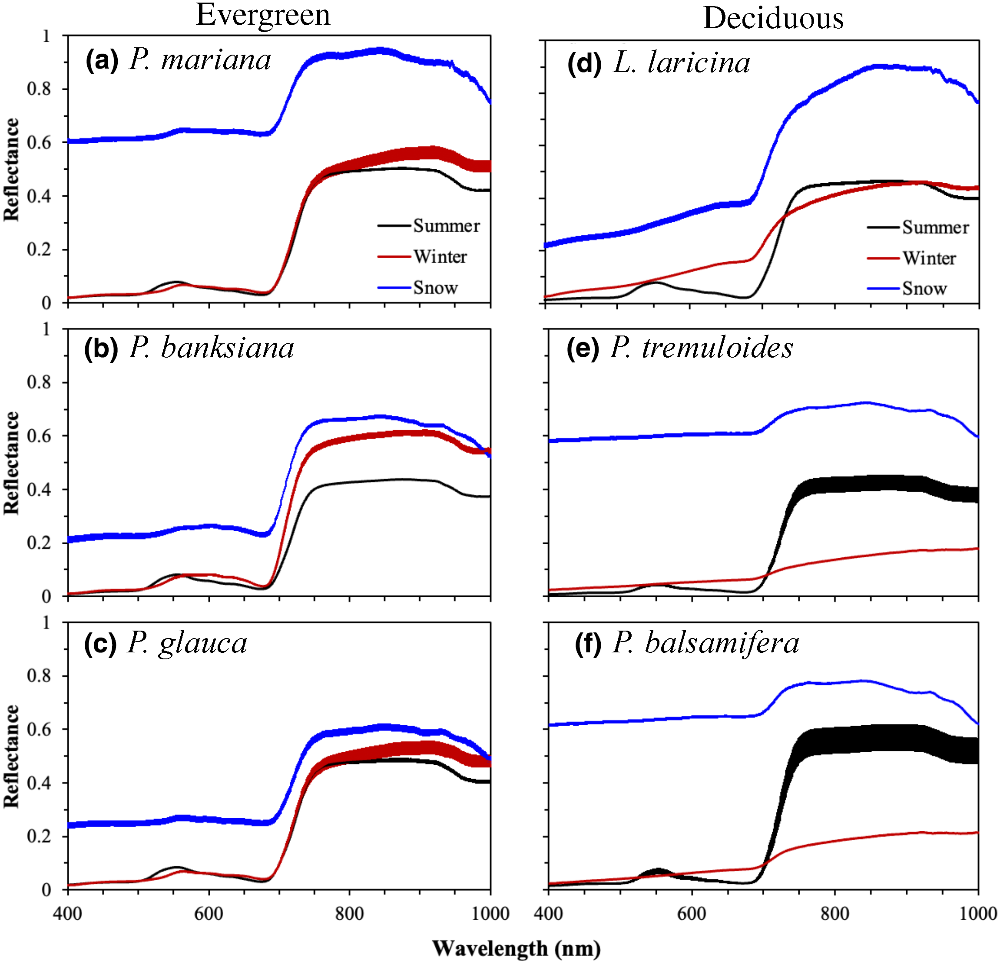 Evergreen
Deciduous
(a) P. mariana
(d) L. laricina
1
0.8
0.6
0.4
0.2
0
Reflectance
Summer
Winter
Snow
Summer
Winter
Snow
(b) P. banksiana
(e) P. tremuloides
1
0.8
0.6
0.4
0.2
0
Reflectance
(c) P. glauca
(f) P. balsamifera
1
0.8
0.6
0.4
0.2
0
Reflectance
400 600 800 1000
400 600 800 1000
Wavelength (nm)